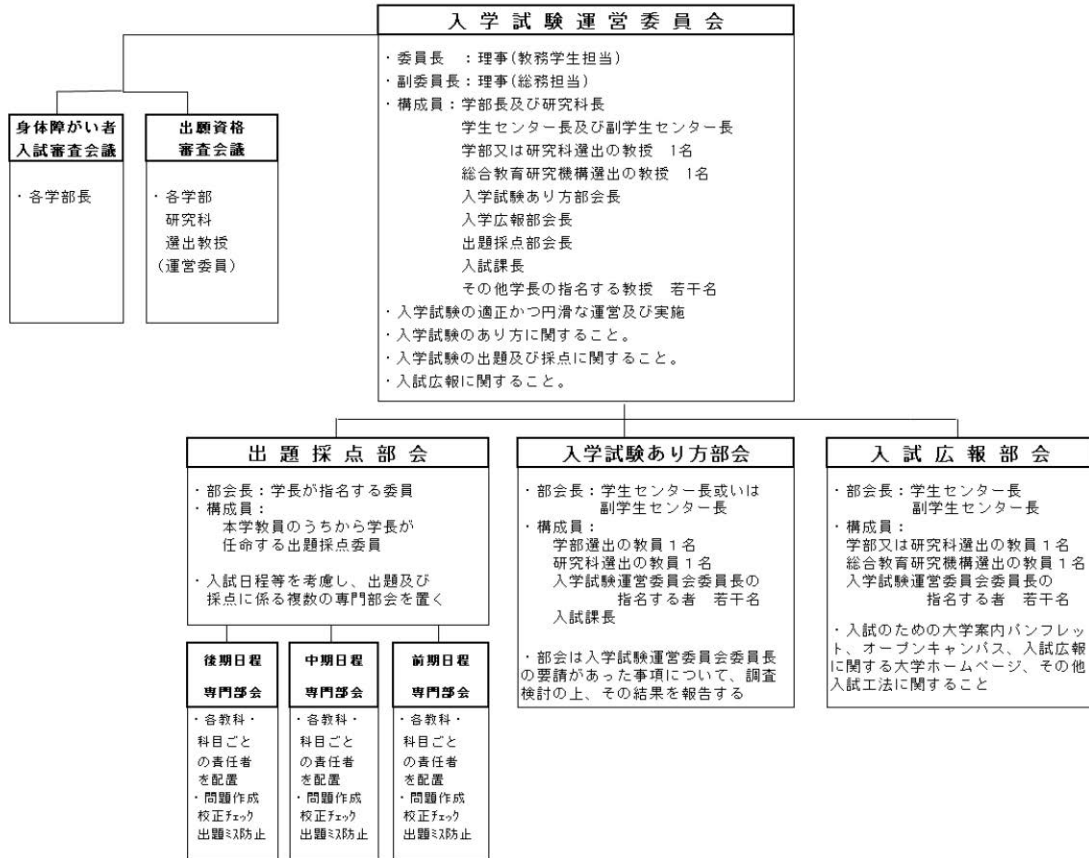 入学試験運営委員会
・委員長　：理事(教務学生担当)
・副委員長：理事(総務担当)
・構成員：学部長及び研究科長
学生センター長及び副学生センター長
学部又は研究科選出の教授　1名
総合教育研究機構選出の教授　1名
入学試験あり方部会長
入学広報部会長
出題採点部会長
入試課長
その他学長の指名する教授　若干名
・入学試験の適正かつ円滑な運営及び実施
・入学試験のあり方に関すること。
・入学試験の出題及び採点に関すること。
・入試広報に関すること。
身体障がい者
入試審査会議
・各学部長
出願資格
審査会議
・各学部
研究科
選出教授
(運営委員)
出題採点部会
・部会長：学長が指名する委員
・構成員：
本学教員のうちから学長が
任命する出題採点委員
・入試日程等を考慮し、出題及び
採点に係る複数の専門部会を置く
後期日程
専門部会
・各教科・
科目ごと
の責任者
を配置
・問題作成
校正ﾁｪｯｸ
出題ﾐｽ防止
中期日程
専門部会
・各教科・
科目ごと
の責任者
を配置
・問題作成
校正ﾁｪｯｸ
出題ﾐｽ防止
前期日程
専門部会
・各教科・
科目ごと
の責任者
を配置
・問題作成
校正ﾁｪｯｸ
出題ﾐｽ防止
入学試験あり方部会
・部会長：学生センター長或いは
副学生センター長
・構成員：
学部選出の教員１名
研究科選出の教員１名
入学試験運営委員会委員長の
指名する者　若干名
入試課長
・部会は入学試験運営委員会委員長
の要請があった事項について、調査
検討の上、その結果を報告する
入試広報部会
・部会長：学生センター長
副学生センター長
・構成員：
学部又は研究科選出の教員１名
総合教育研究機構選出の教員１名
入学試験運営委員会委員長の
指名する者　若干名
・入試のための大学案内パンフレッ
ト、オープンキャンパス、入試広報
に関する大学ホームページ、その他
入試工法に関すること